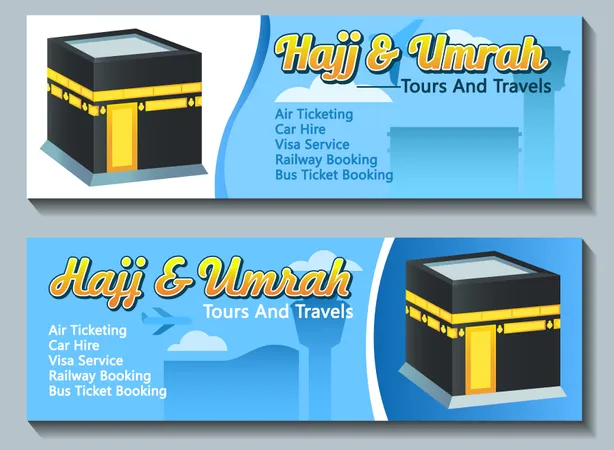 Hajj & Umrah
Tours And Travels
Air Ticketing
Car Hire
Visa Service
Railway Booking
Bus Ticket Booking
Hajj & Umrah
Tours And Travels
Air Ticketing
Car Hire
Visa Service
Railway Booking
Bus Ticket Booking